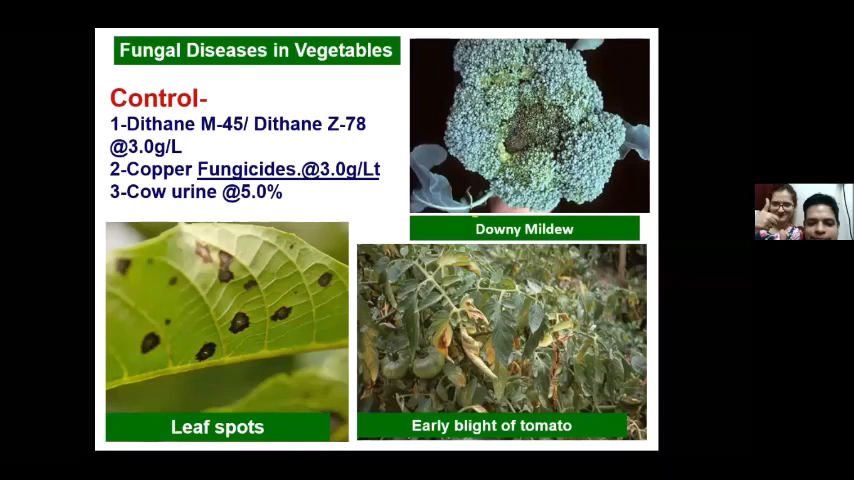 Fungal Diseases in Vegetables
Control-
1-Dithane M-45/ Dithane Z-78
@3.0g/L
2-Copper Fungicides.@3.0g/Lt
3-Cow urine @5.0%
Downy Mildew
Leaf spots
Early blight of tomato